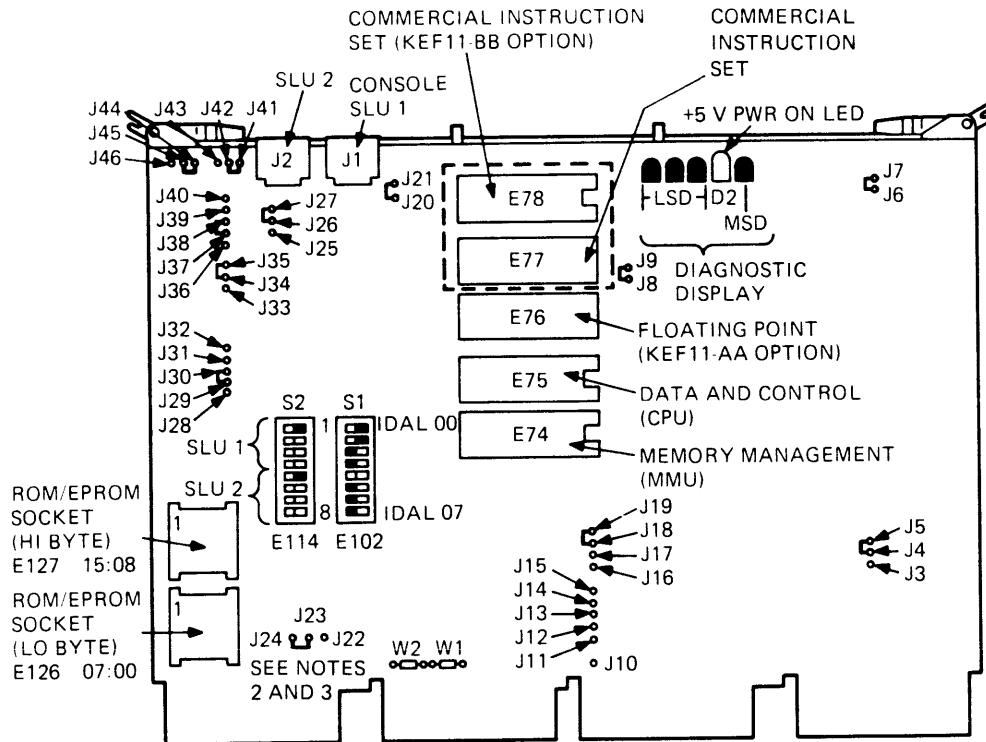 COMMERCIAL INSTRUCTION
SET (KEF11-BB OPTION)
COMMERCIAL
INSTRUCTION
SET
SLU 2
CONSOLE
SLU 1
+5 V PWR ON LED
J44
J43
J42
J41
J45
J46
J2
J1
J21
J20
E78
LSD
D2
MSD
J7
J6
J40
J39
J38
J37
J36
J27
J26
J25
J35
J34
J33
E77
J9
J8
DIAGNOSTIC
DISPLAY
E76
FLOATING POINT
(KEF11-AA OPTION)
J32
J31
J30
J29
J28
E75
DATA AND CONTROL
(CPU)
S2
S1
1
IDAL 00
SLU 1
SLU 2
8
IDAL 07
E114
E102
E74
MEMORY MANAGEMENT
(MMU)
ROM/EPROM
SOCKET
(HI BYTE)
E127 15:08
1
J19
J18
J17
J16
J5
J4
J3
ROM/EPROM
SOCKET
(LO BYTE)
E126 07:00
1
J15
J14
J13
J12
J11
J10
J23
J24
J22
SEE NOTES
2 AND 3
W2
W1